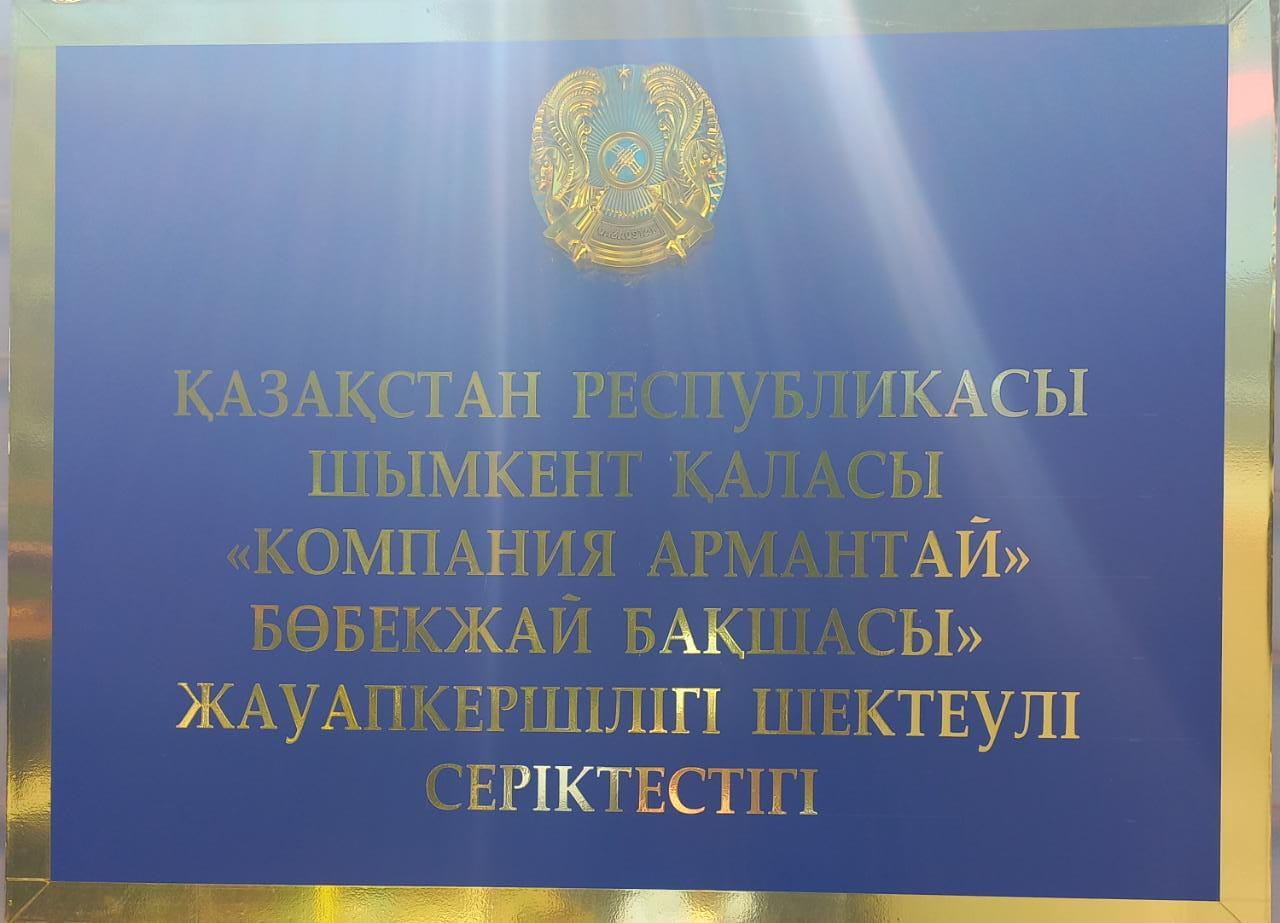 ҚАЗАҚСТАН РЕСПУБЛИКАСЫ
ШЫМКЕНТ ҚАЛАСЫ
«КОМПАНИЯ АРМАНТАЙ»
БӨБЕКЖАЙ БАҚШАСЫ»
ЖАУАПКЕРШІЛІГІ ШЕКТЕУЛІ
СЕРІКТЕСТІГІ